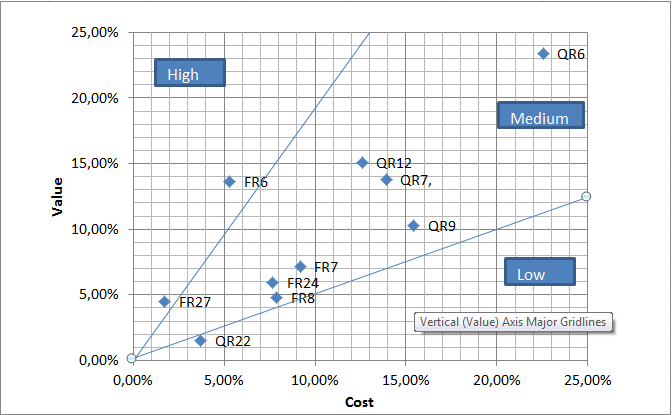 25,00%
QR6
High
20,00%
Medium
15,00%
QR12
FR6
QR7,
Value
10,00%
QR9
FR7
FR24
Low
5,00%
FR27
FR8
Vertical (Value) Axis Major Gridlines
QR22
0,00%
0,00% 5,00% 10,00% 15,00% 20,00% 25,00%
Cost